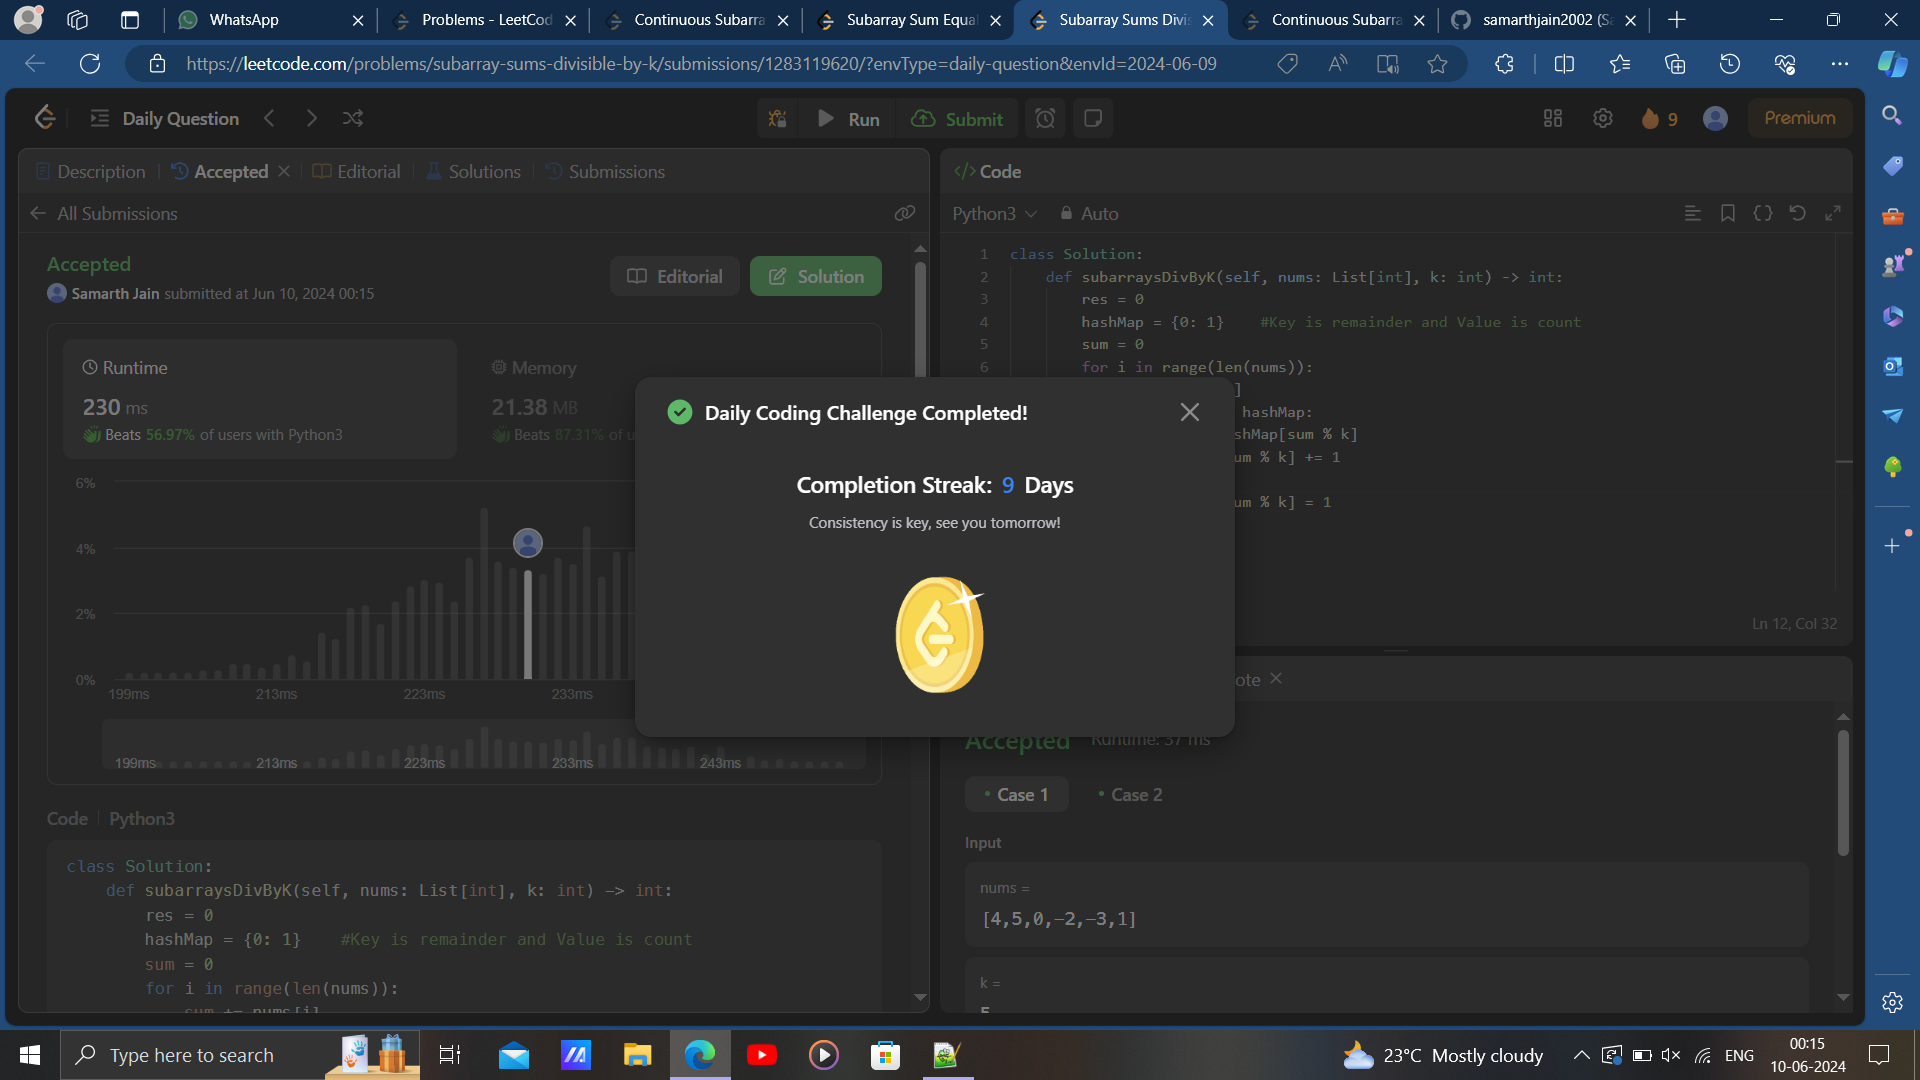 WhatsApp
Problems - LeetCod
Continuous Subarra
Subarray Sum Equal
Subarray Sums Divis
Continuous Subarra
samarthjain2002 (Sa
https://leetcode.com/problems/subarray-sums-divisible-by-k/submissions/1283119620/?envType=daily-question&envId=2024-06-09
Daily Question
Run
Submit
9
Premium
Description
Accepted
Editorial
Solutions
Submissions
</> Code
All Submissions
Python3
Auto
Accepted
Samarth Jain submitted at Jun 10, 2024 00:15
Editorial
Solution
Runtime
230 ms
Beats 56.97% of users with Python3
Memory
21.38 MB
Beats 87.31% of u
6%
4%
2%
0%
199ms
213ms
223ms
233ms
199ms
213ms
223ms
233ms
243ms
Code
Python3
class Solution:
def subarraysDivByK(self, nums: List[int], k: int) -> int:
res = 0
hashMap = {0: 1} #Key is remainder and Value is count
sum = 0
for i in range(len(nums)):
sum += nums[i]
1 class Solution:
2 def subarraysDivByK(self, nums: List[int], k: int) -> int:
3 res = 0
4 hashMap = {0: 1} #Key is remainder and Value is count
5 sum = 0
6 for i in range(len(nums)):
]
hashMap:
shMap[sum % k]
um % k] += 1
um % k] = 1
Ln 12, Col 32
Daily Coding Challenge Completed!
Completion Streak: 9 Days
Consistency is key, see you tomorrow!
ote
Accepted
Runtime: 37 ms
Case 1
Case 2
Input
nums =
[4,5,0,-2,-3,1]
k =
5
Type here to search
23°C Mostly cloudy
ENG
00:15
10-06-2024